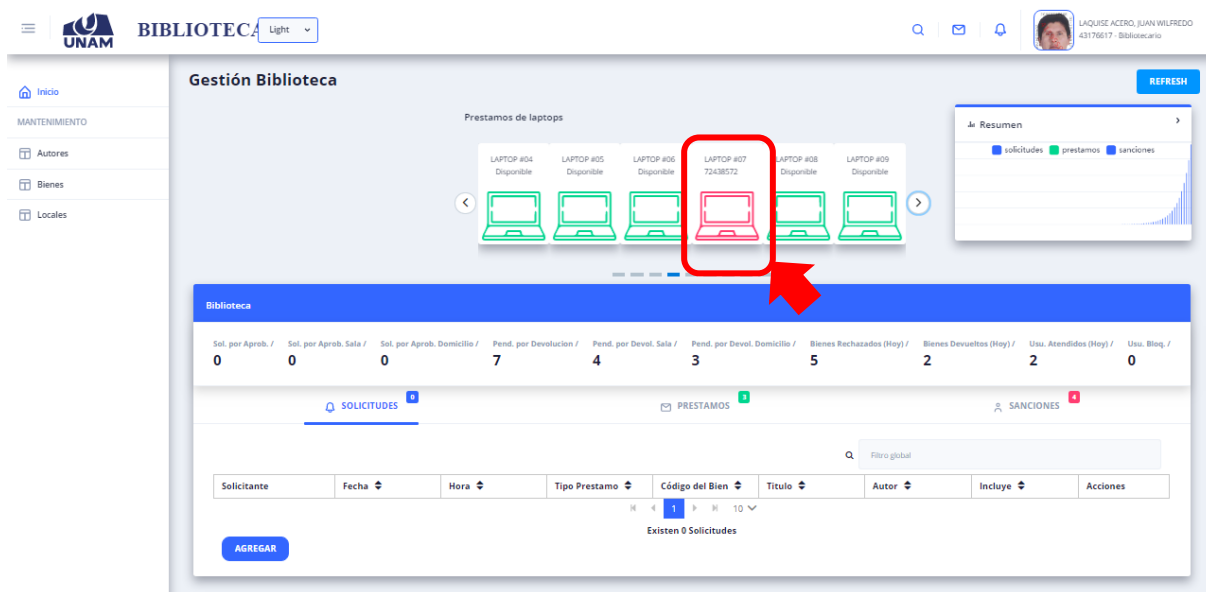 UNAM
BIBLIOTECA
Light
LAQUISE ACERO, JUAN WILFREDO
43176617 - Bibliotecario
Inicio
MANTENIMIENTO
Autores
Bienes
Locales
Gestión Biblioteca
REFRESH
Prestamos de laptops
LAPTOP #04
Disponible
LAPTOP #05
Disponible
LAPTOP #06
Disponible
LAPTOP #07
72438572
LAPTOP #08
Disponible
LAPTOP #09
Disponible
Resumen
solicitudes prestamos sanciones
Biblioteca
Sol. por Aprob. / Sol. por Aprob. Sala / Sol. por Aprob. Domicilio / Pend. por Devolucion / Pend. por Devol. Sala / Pend. por Devol. Domicilio / Bienes Rechazados (Hoy) / Bienes Devueltos (Hoy) / Usu. Atendidos (Hoy) / Usu. Bloq. /
0 0 0 7 4 3 5 2 2 0
SOLICITUDES 0 PRESTAMOS 3 SANCIONES 4
Filtro global
Solicitante Fecha Hora Tipo Prestamo Código del Bien Titulo Autor Incluye Acciones
1 10
Existen 0 Solicitudes
AGREGAR